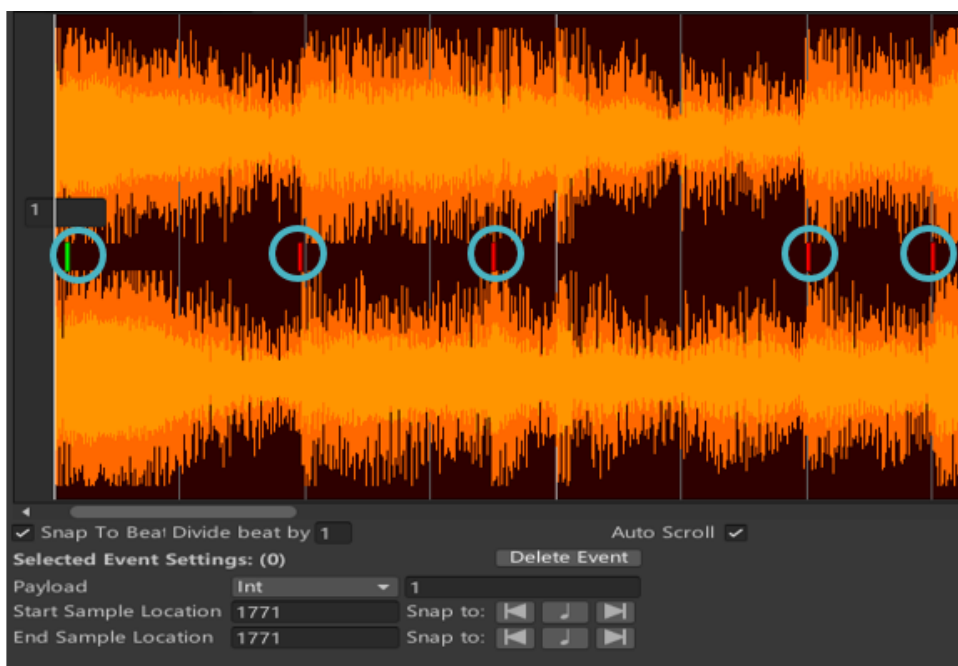 1
Snap To Beat Divide beat by 1 Auto Scroll
Selected Event Settings: (0) Delete Event
Payload Int 1
Start Sample Location 1771 Snap to:
End Sample Location 1771 Snap to: